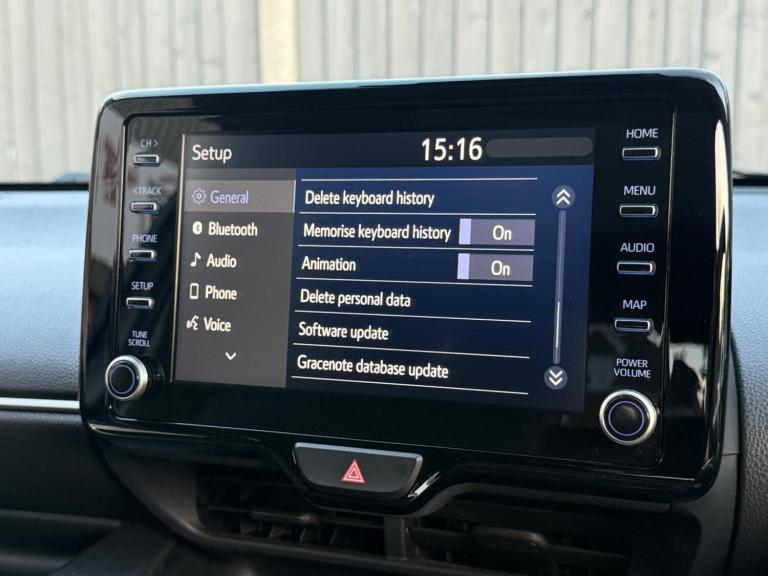 CH >
< TRACK
PHONE
SETUP
TUNE
SCROLL
Setup
15:16
General
Bluetooth
Audio
Phone
Voice
Delete keyboard history
Memorise keyboard history On
Animation On
Delete personal data
Software update
Gracenote database update
HOME
MENU
AUDIO
MAP
POWER
VOLUME